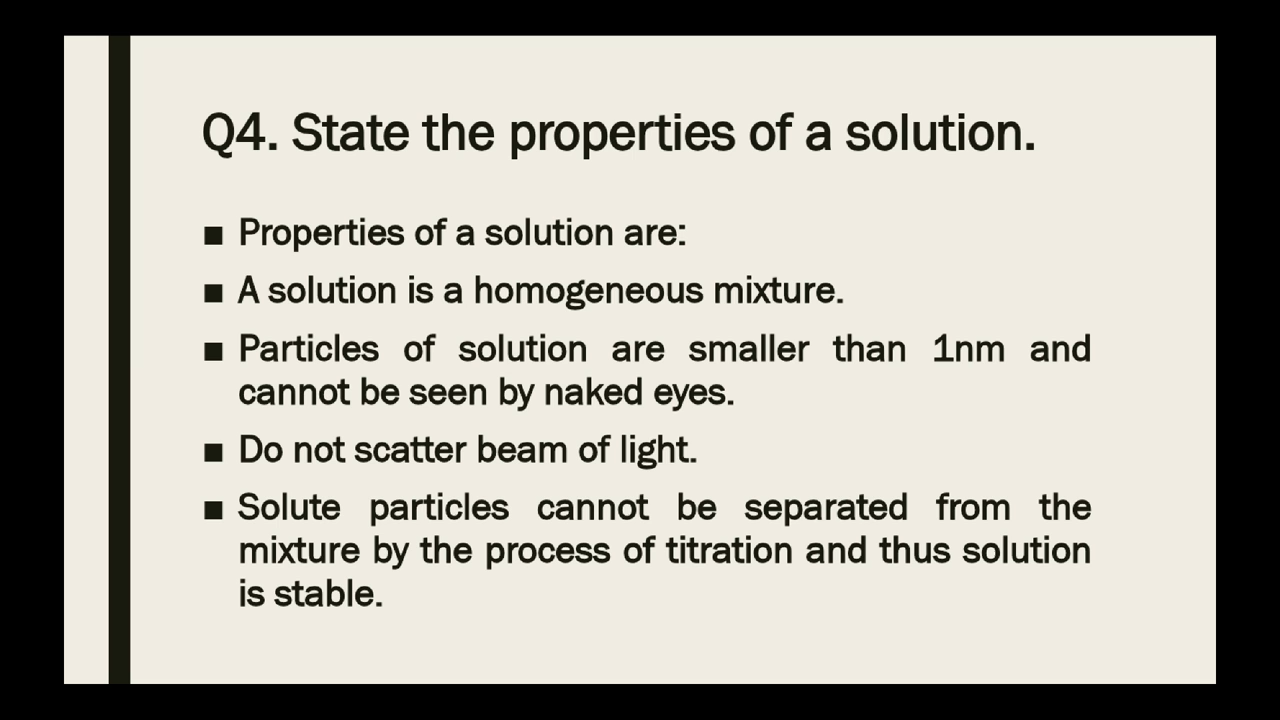 Q4. State the properties of a solution.
■ Properties of a solution are:
■ A solution is a homogeneous mixture.
■ Particles of solution are smaller than 1nm and
cannot be seen by naked eyes.
■ Do not scatter beam of light.
■ Solute particles cannot be separated from the
mixture by the process of titration and thus solution
is stable.